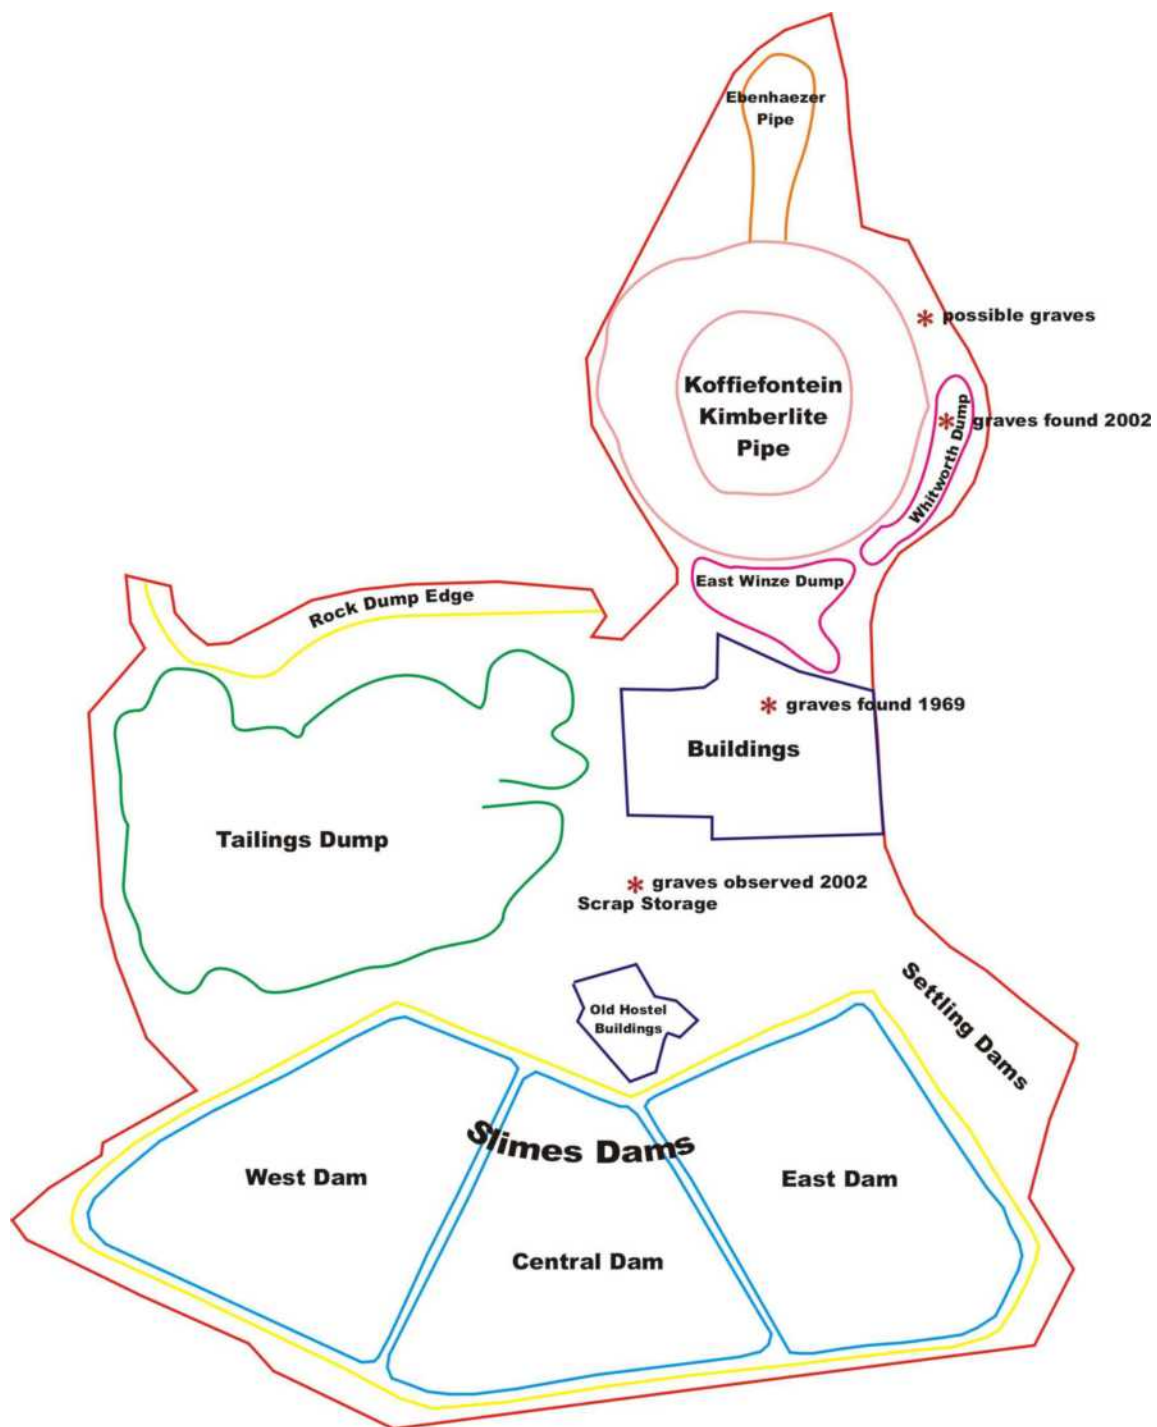 Ebenhaezer
Pipe
* possible graves
Koffiefontein
Kimberlite
Pipe
* graves found 2002
Whitworth Dump
East Winze Dump
Rock Dump Edge
* graves found 1969
Buildings
Tailings Dump
* graves observed 2002
Scrap Storage
Settling Dams
Old Hostel
Buildings
Slimes Dams
West Dam
East Dam
Central Dam